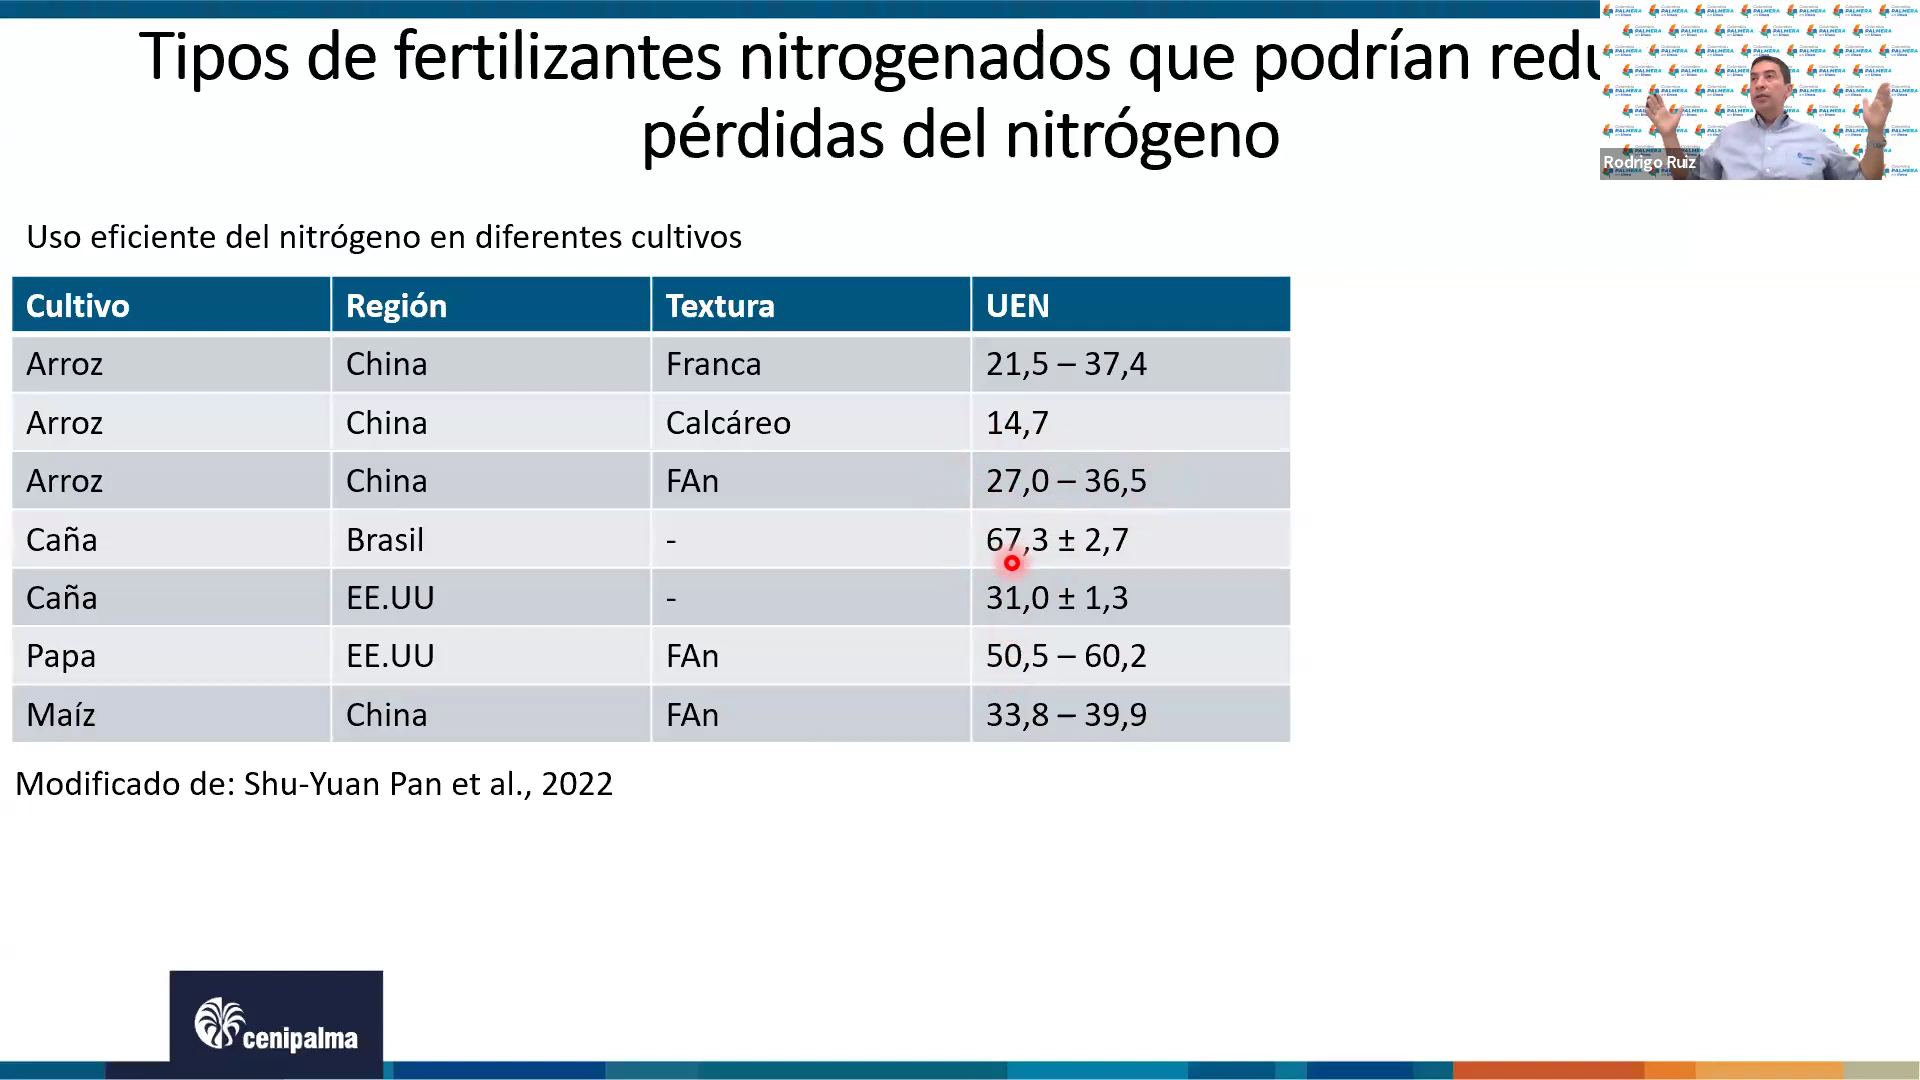 Tipos de fertilizantes nitrogenados que podrían redu
pérdidas del nitrógeno
Rodrigo Ruiz
Uso eficiente del nitrógeno en diferentes cultivos
Cultivo Región Textura UEN
Arroz China Franca 21,5 – 37,4
Arroz China Calcáreo 14,7
Arroz China FAn 27,0 – 36,5
Caña Brasil - 67,3 ± 2,7
Caña EE.UU - 31,0 ± 1,3
Papa EE.UU FAn 50,5 – 60,2
Maíz China FAn 33,8 – 39,9
Modificado de: Shu-Yuan Pan et al., 2022
cenipalma